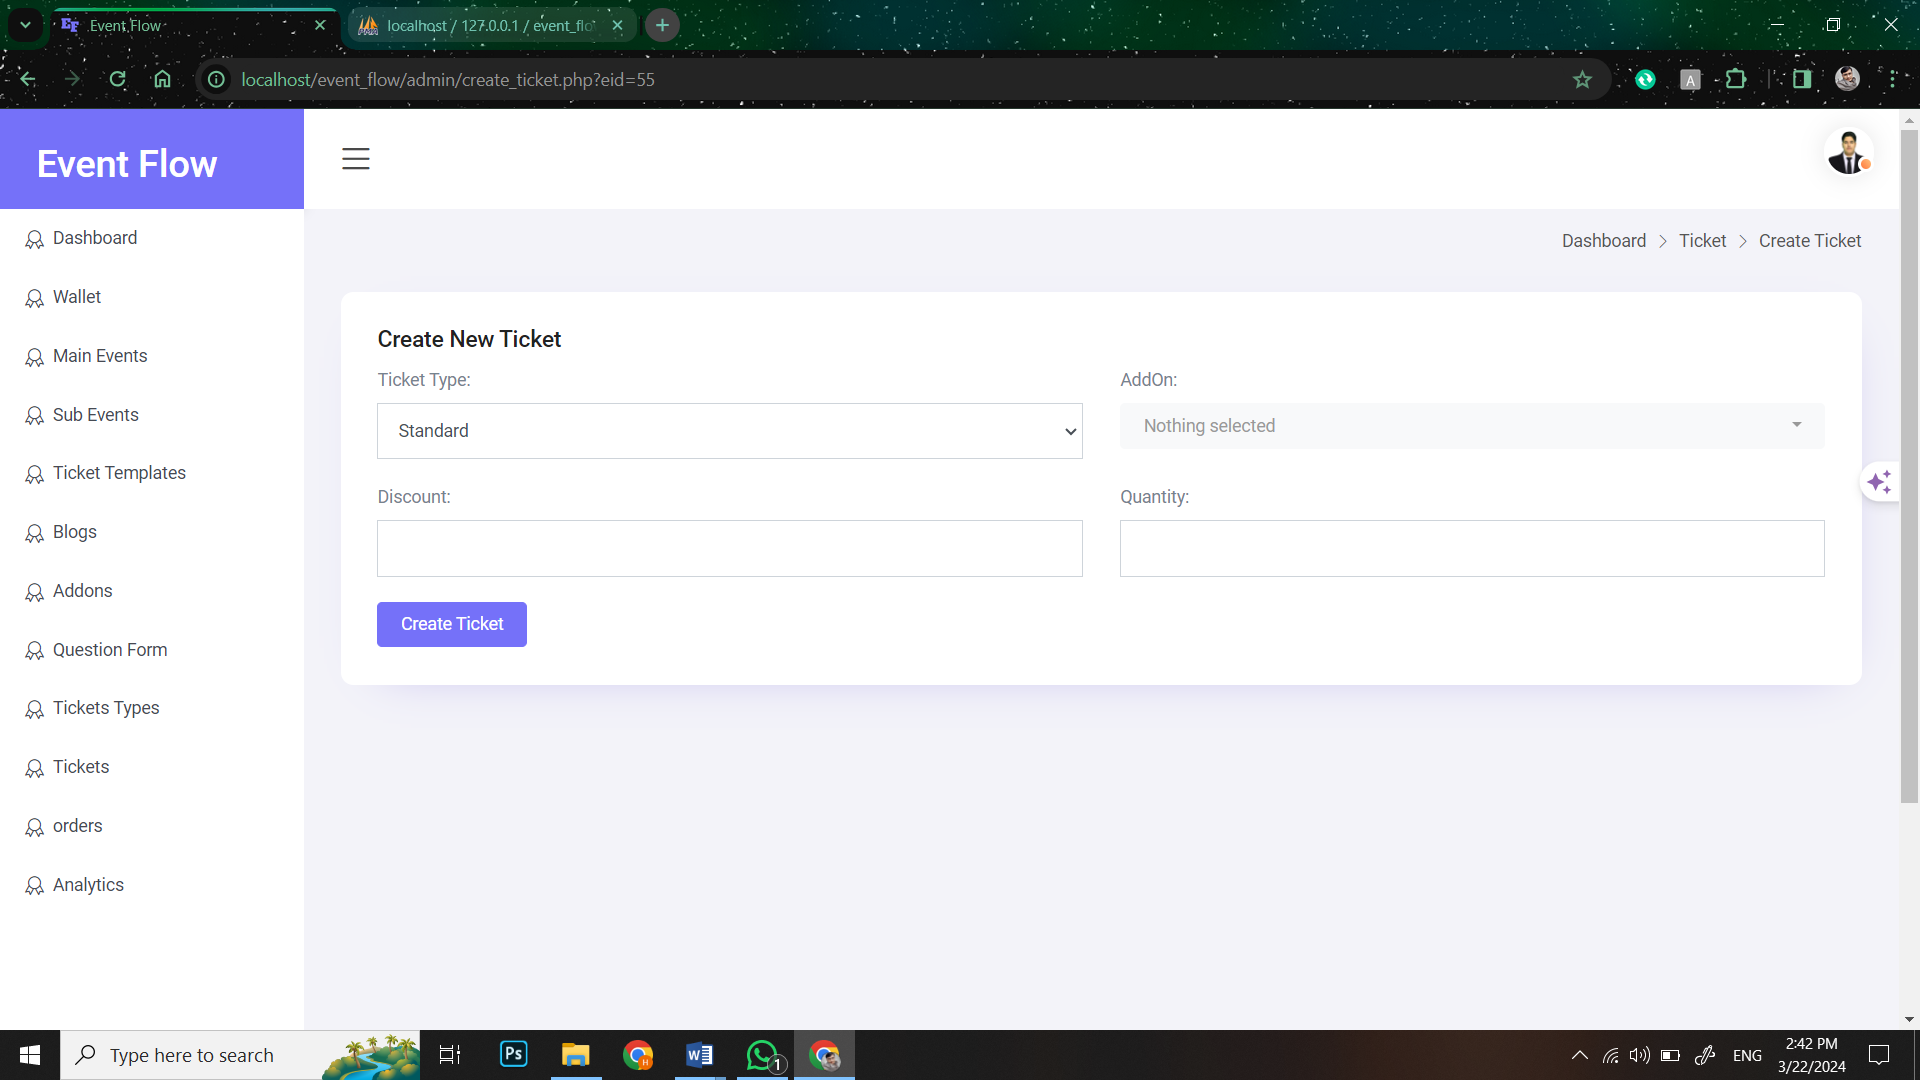 Event Flow
localhost / 127.0.0.1 / event_flo
localhost/event_flow/admin/create_ticket.php?eid=55
A
Event Flow
Dashboard
Wallet
Main Events
Sub Events
Ticket Templates
Blogs
Addons
Question Form
Tickets Types
Tickets
orders
Analytics
Dashboard > Ticket > Create Ticket
Create New Ticket
Ticket Type:
Standard
AddOn:
Nothing selected
Discount:
Quantity:
Create Ticket
Type here to search
Ps
W
H
1
ENG
2:42 PM
3/22/2024